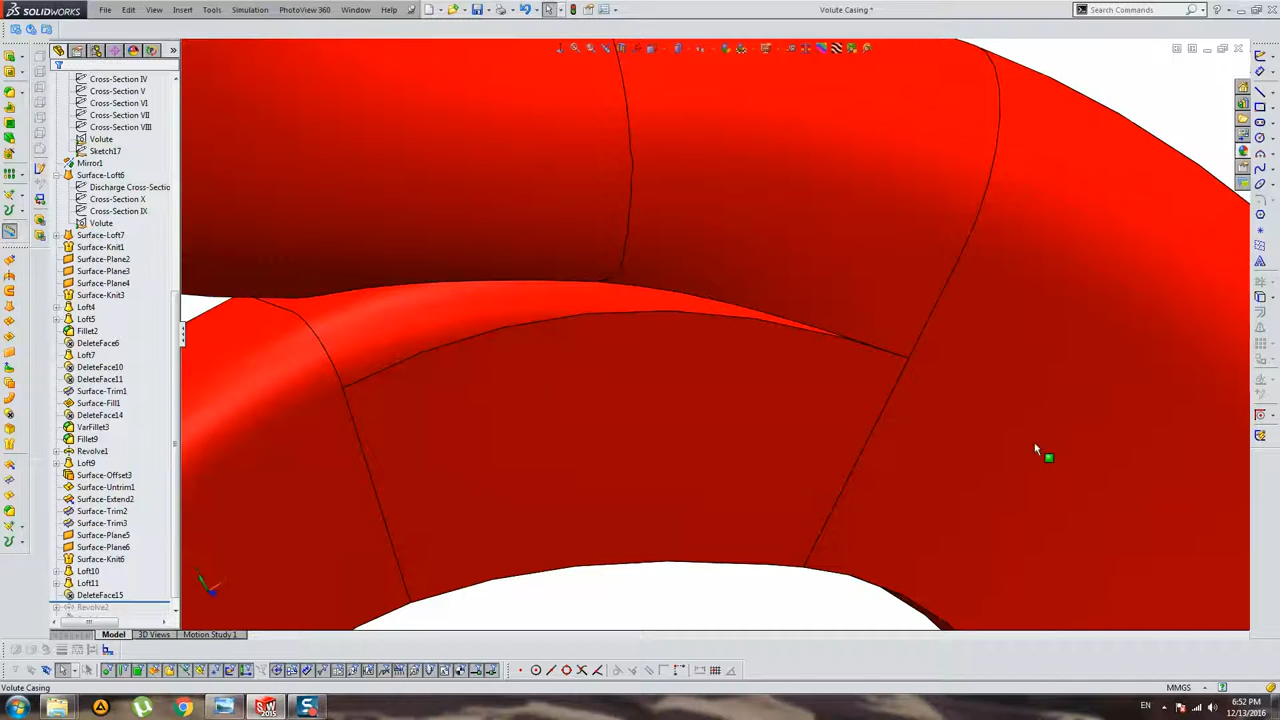 SOLIDWORKS File Edit View Insert Tools Simulation PhotoView 360 Window Help Volute Casing * Search Commands
Cross-Section IV
Cross-Section V
Cross-Section VI
Cross-Section VII
Cross-Section VIII
Volute
Sketch17
Mirror1
Surface-Loft6
Discharge Cross-Sectio
Cross-Section X
Cross-Section IX
Volute
Surface-Loft7
Surface-Knit1
Surface-Plane2
Surface-Plane3
Surface-Plane4
Surface-Knit3
Loft4
Loft5
Fillet2
DeleteFace6
Loft7
DeleteFace10
DeleteFace11
Surface-Trim1
Surface-Fill1
DeleteFace14
VarFillet3
Fillet9
Revolve1
Loft9
Surface-Offset3
Surface-Untrim1
Surface-Extend2
Surface-Trim2
Surface-Trim3
Surface-Plane5
Surface-Plane6
Surface-Knit6
Loft10
Loft11
DeleteFace15
Revolve2
Model 3D Views Motion Study 1
Volute Casing MMGS
EN 6:52 PM
12/13/2016